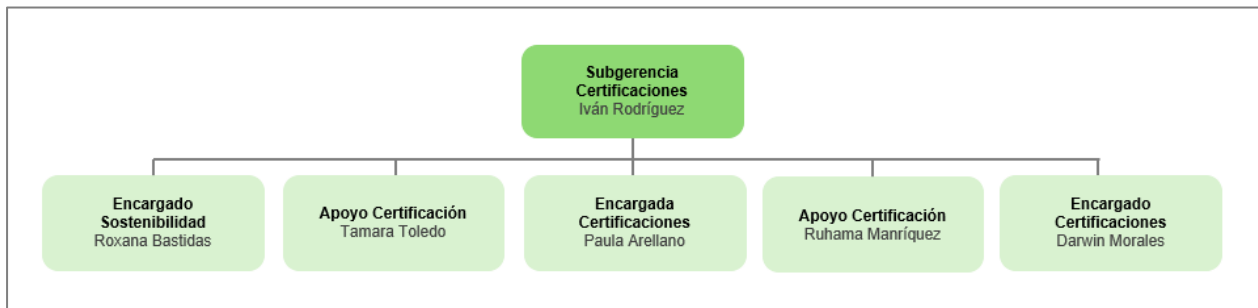 Subgerencia
Certificaciones
Iván Rodríguez
Encargado
Sostenibilidad
Roxana Bastidas
Apoyo Certificación
Tamara Toledo
Encargada
Certificaciones
Paula Arellano
Apoyo Certificación
Ruhama Manríquez
Encargado
Certificaciones
Darwin Morales